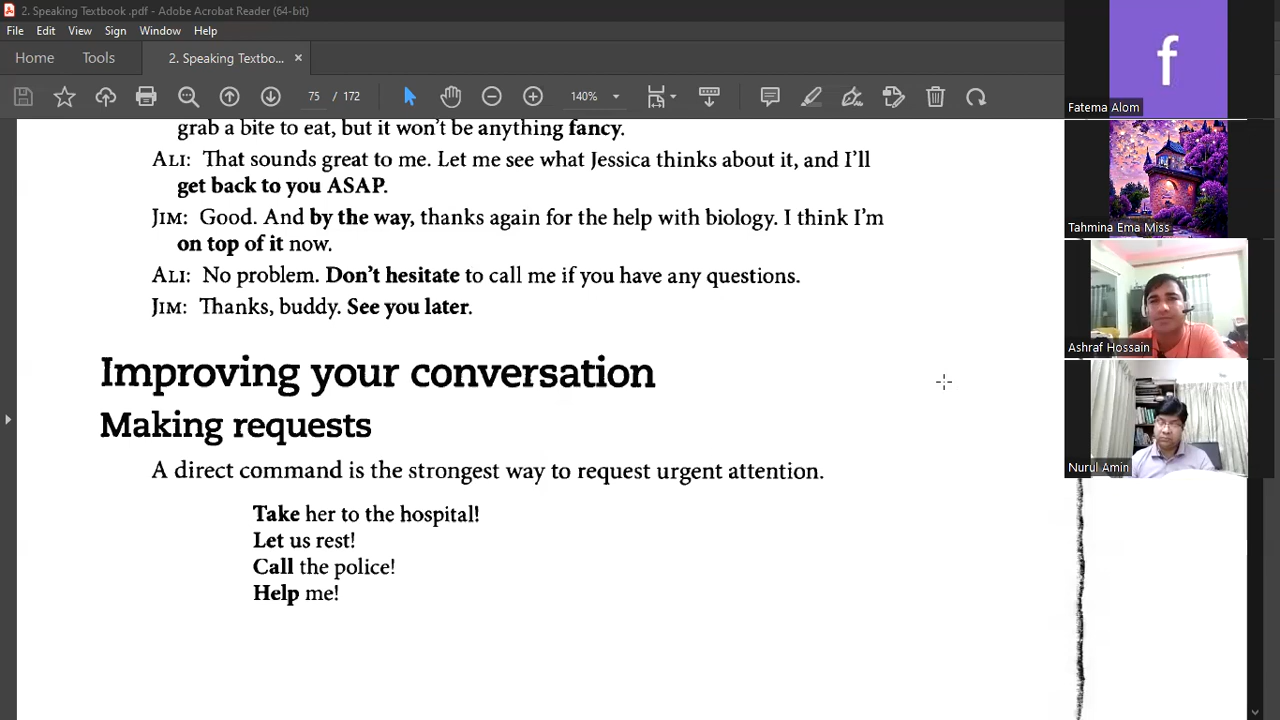 2. Speaking Textbook .pdf - Adobe Acrobat Reader (64-bit)
File Edit View Sign Window Help
Home Tools 2. Speaking Textbo... ×
75 / 172 140%
grab a bite to eat, but it won't be anything fancy.
ALI: That sounds great to me. Let me see what Jessica thinks about it, and I'll
get back to you ASAP.
JIM: Good. And by the way, thanks again for the help with biology. I think I'm
on top of it now.
ALI: No problem. Don't hesitate to call me if you have any questions.
JIM: Thanks, buddy. See you later.
Improving your conversation
Making requests
A direct command is the strongest way to request urgent attention.
Take her to the hospital!
Let us rest!
Call the police!
Help me!
f
Fatema Alom
Tahmina Ema Miss
Ashraf Hossain
Nurul Amin